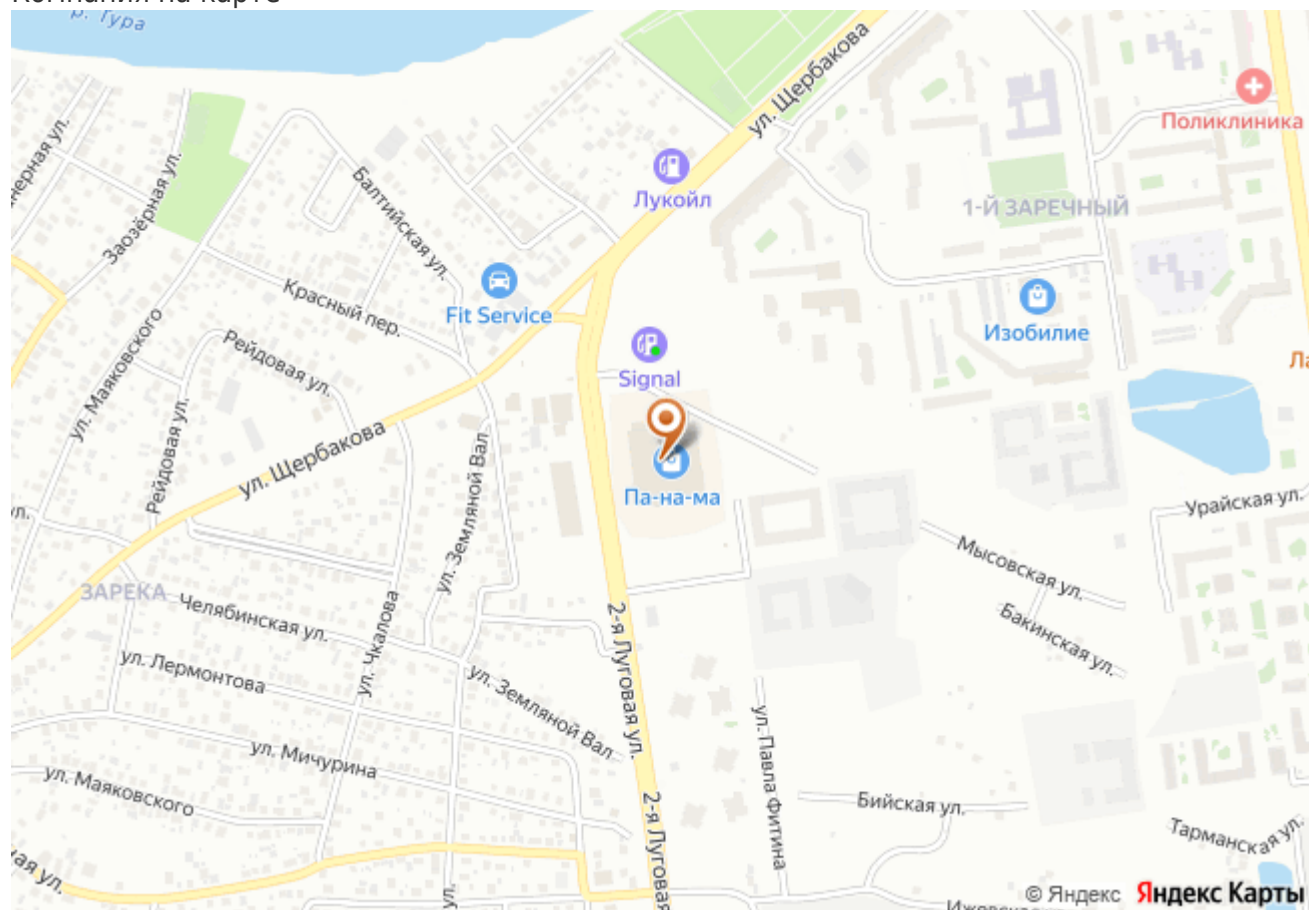 Компания на карте
р. Тура
ул. Щербакова
Поликлиника
Заозёрная ул.
Балтийская ул.
Лукойл
1-Й ЗАРЕЧНЫЙ
Красный пер.
Fit Service
Изобилие
ул. Маяковского
Рейдовая ул.
Signal
Рейдовая ул.
ул. Щербакова
ул. Земляной Вал
Па-на-ма
Урайская ул.
Мысовская ул.
ЗАРЕКА
Челябинская ул.
ул. Чкалова
Бакинская ул.
2-я Луговая ул.
ул. Лермонтова
ул. Земляной Вал
ул. Павла Фитина
ул. Мичурина
ул. Маяковского
2-я Луговая
Бийская ул.
Тарманская ул.
© Яндекс Яндекс Карты